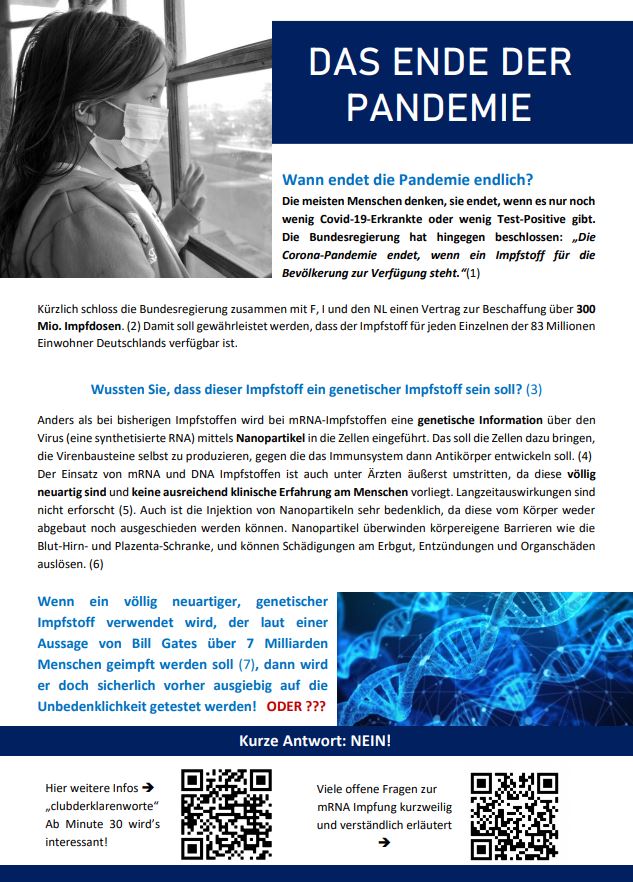 DAS ENDE DER
PANDEMIE
Wann endet die Pandemie endlich?
Die meisten Menschen denken, sie endet, wenn es nur noch
wenig Covid-19-Erkrankte oder wenig Test-Positive gibt.
Die Bundesregierung hat hingegen beschlossen: „Die
Corona-Pandemie endet, wenn ein Impfstoff für die
Bevölkerung zur Verfügung steht.“(1)
Kürzlich schloss die Bundesregierung zusammen mit F, I und den NL einen Vertrag zur Beschaffung über 300
Mio. Impfdosen. (2) Damit soll gewährleistet werden, dass der Impfstoff für jeden Einzelnen der 83 Millionen
Einwohner Deutschlands verfügbar ist.
Wussten Sie, dass dieser Impfstoff ein genetischer Impfstoff sein soll? (3)
Anders als bei bisherigen Impfstoffen wird bei mRNA-Impfstoffen eine genetische Information über den
Virus (eine synthetisierte RNA) mittels Nanopartikel in die Zellen eingeführt. Das soll die Zellen dazu bringen,
die Virenbausteine selbst zu produzieren, gegen die das Immunsystem dann Antikörper entwickeln soll. (4)
Der Einsatz von mRNA und DNA Impfstoffen ist auch unter Ärzten äußerst umstritten, da diese völlig
neuartig sind und keine ausreichend klinische Erfahrung am Menschen vorliegt. Langzeitauswirkungen sind
nicht erforscht (5). Auch ist die Injektion von Nanopartikeln sehr bedenklich, da diese vom Körper weder
abgebaut noch ausgeschieden werden können. Nanopartikel überwinden körpereigene Barrieren wie die
Blut-Hirn- und Plazenta-Schranke, und können Schädigungen am Erbgut, Entzündungen und Organschäden
auslösen. (6)
Wenn ein völlig neuartiger, genetischer
Impfstoff verwendet wird, der laut einer
Aussage von Bill Gates über 7 Milliarden
Menschen geimpft werden soll (7), dann wird
er doch sicherlich vorher ausgiebig auf die
Unbedenklichkeit getestet werden! ODER ???
Kurze Antwort: NEIN!
Hier weitere Infos ➔
„clubderklarenworte“
Ab Minute 30 wird’s
interessant!
Viele offene Fragen zur
mRNA Impfung kurzweilig
und verständlich erläutert
➔